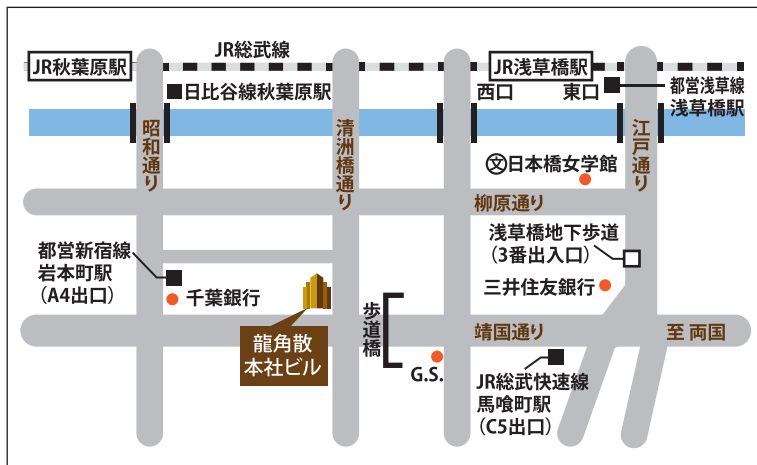 JR総武線
JR秋葉原駅
JR浅草橋駅
日比谷線秋葉原駅
西口
東口
都営浅草線
浅草橋駅
昭和通り
清洲橋通り
江戸通り
㊫日本橋女学館
柳原通り
都営新宿線
岩本町駅
(A4出口)
浅草橋地下歩道
(3番出入口)
千葉銀行
三井住友銀行
歩道橋
靖国通り
至 両国
龍角散
本社ビル
G.S.
JR総武快速線
馬喰町駅
(C5出口)